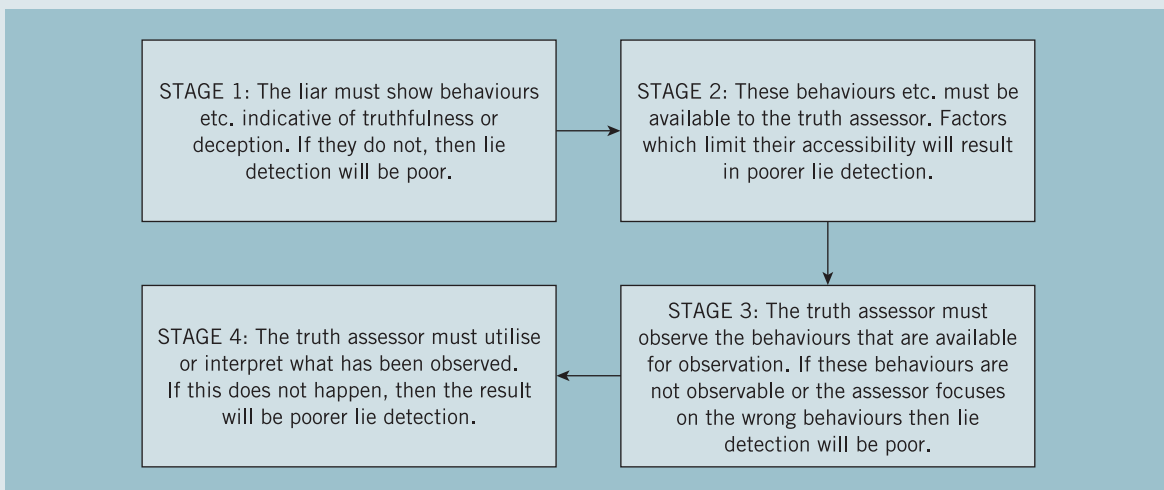 STAGE 1: The liar must show behaviours
etc. indicative of truthfulness or
deception. If they do not, then lie
detection will be poor.
STAGE 2: These behaviours etc. must be
available to the truth assessor. Factors
which limit their accessibility will result
in poorer lie detection.
STAGE 3: The truth assessor must
observe the behaviours that are available
for observation. If these behaviours are
not observable or the assessor focuses
on the wrong behaviours then lie
detection will be poor.
STAGE 4: The truth assessor must utilise
or interpret what has been observed.
If this does not happen, then the result
will be poorer lie detection.